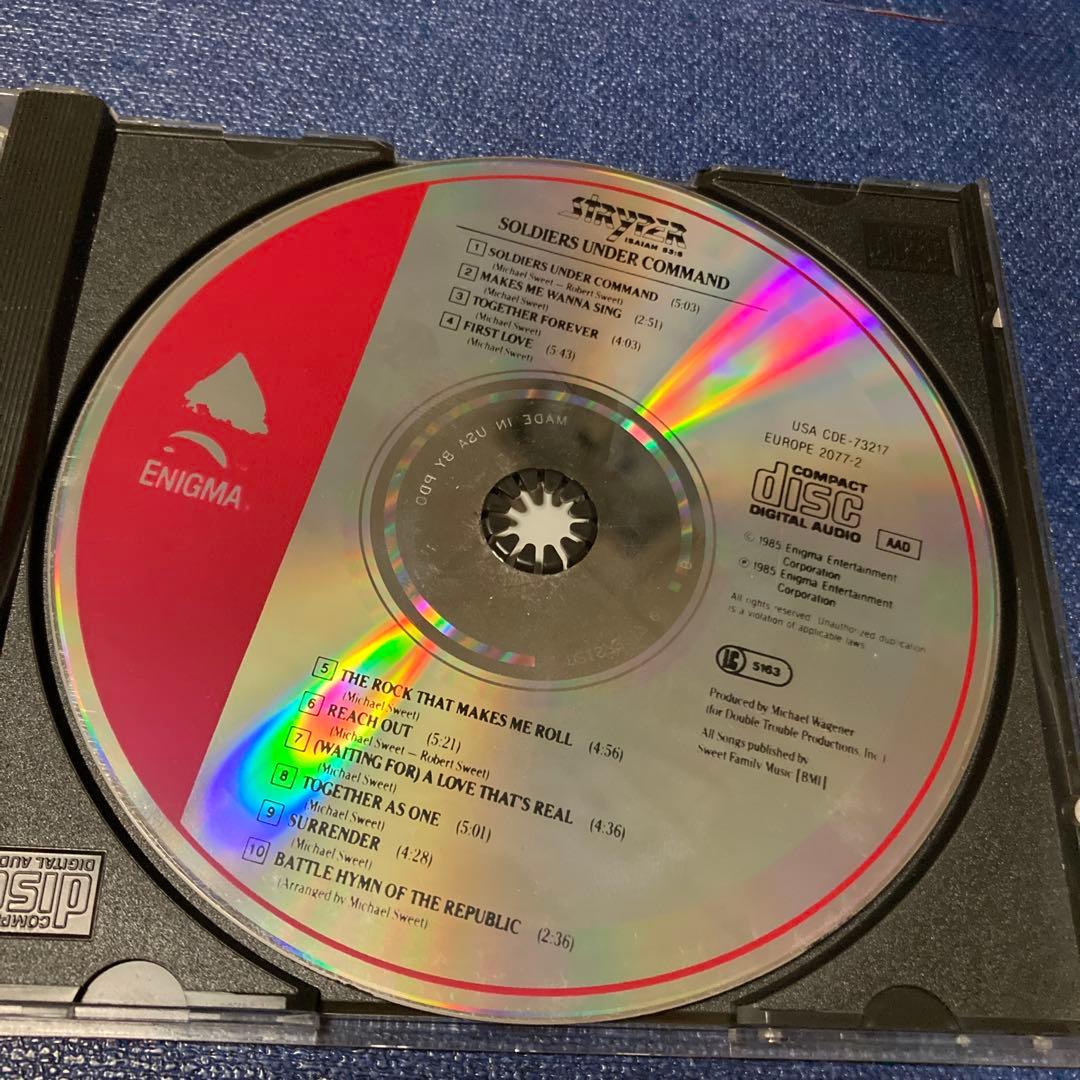 STRYPER
ISAIAH 53:5
SOLDIERS UNDER COMMAND
1 SOLDIERS UNDER COMMAND (5:03)
(Michael Sweet – Robert Sweet)
2 MAKES ME WANNA SING (2:51)
(Michael Sweet)
3 TOGETHER FOREVER (4:03)
(Michael Sweet)
4 FIRST LOVE (5:43)
(Michael Sweet)
ENIGMA
MADE IN USA BY PDO
USA CDE-73217
EUROPE 2077-2
COMPACT
disc
DIGITAL AUDIO
AAD
© 1985 Enigma Entertainment
Corporation
℗ 1985 Enigma Entertainment
Corporation
All rights reserved. Unauthorized duplication
is a violation of applicable laws
LC 5163
Produced by Michael Wagener
(for Double Trouble Productions, Inc.)
All Songs published by
Sweet Family Music [BMI]
5 THE ROCK THAT MAKES ME ROLL (4:56)
(Michael Sweet)
6 REACH OUT (5:21)
(Michael Sweet – Robert Sweet)
7 (WAITING FOR) A LOVE THAT'S REAL (4:36)
(Michael Sweet)
8 TOGETHER AS ONE (5:01)
(Michael Sweet)
9 SURRENDER (4:28)
(Michael Sweet)
10 BATTLE HYMN OF THE REPUBLIC (2:36)
(Arranged by Michael Sweet)
COMP
disc
DIGITAL AUD